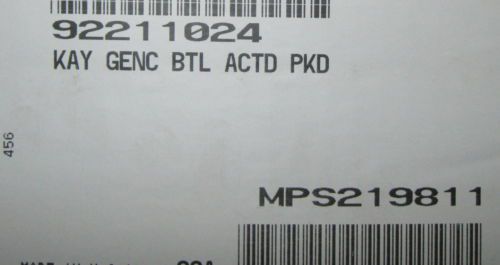 92211024
KAY GENC BTL ACTD PKD
456
MPS219811